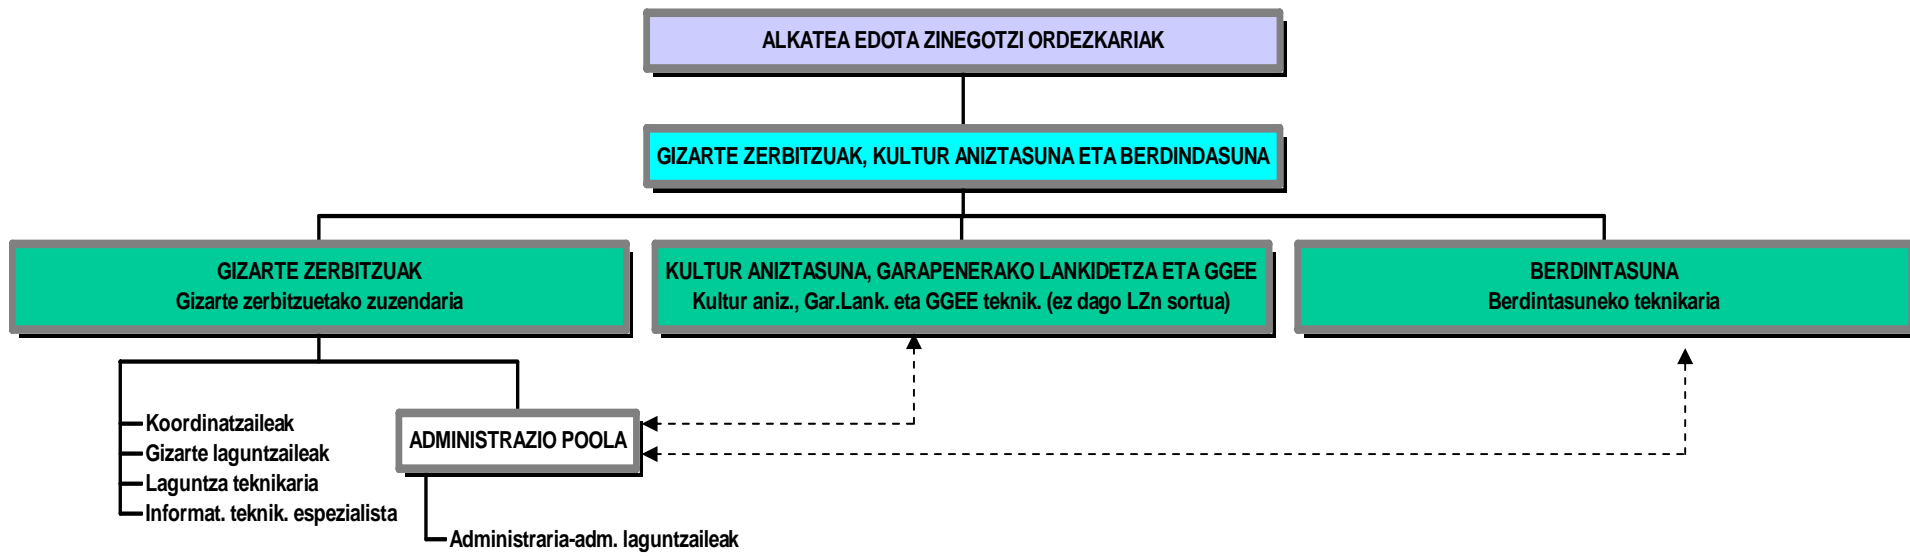 ALKATEA EDOTA ZINEGOTZI ORDEZKARIAK
GIZARTE ZERBITZUAK, KULTUR ANIZTASUNA ETA BERDINDASUNA
GIZARTE ZERBITZUAK
Gizarte zerbitzuetako zuzendaria
KULTUR ANIZTASUNA, GARAPENERAKO LANKIDETZA ETA GGEE
Kultur aniz., Gar.Lank. eta GGEE teknik. (ez dago LZn sortua)
BERDINTASUNA
Berdintasuneko teknikaria
Koordinatzaileak
Gizarte laguntzaileak
Laguntza teknikaria
Informat. teknik. espezialista
ADMINISTRAZIO POOLA
Administraria-adm. laguntzaileak